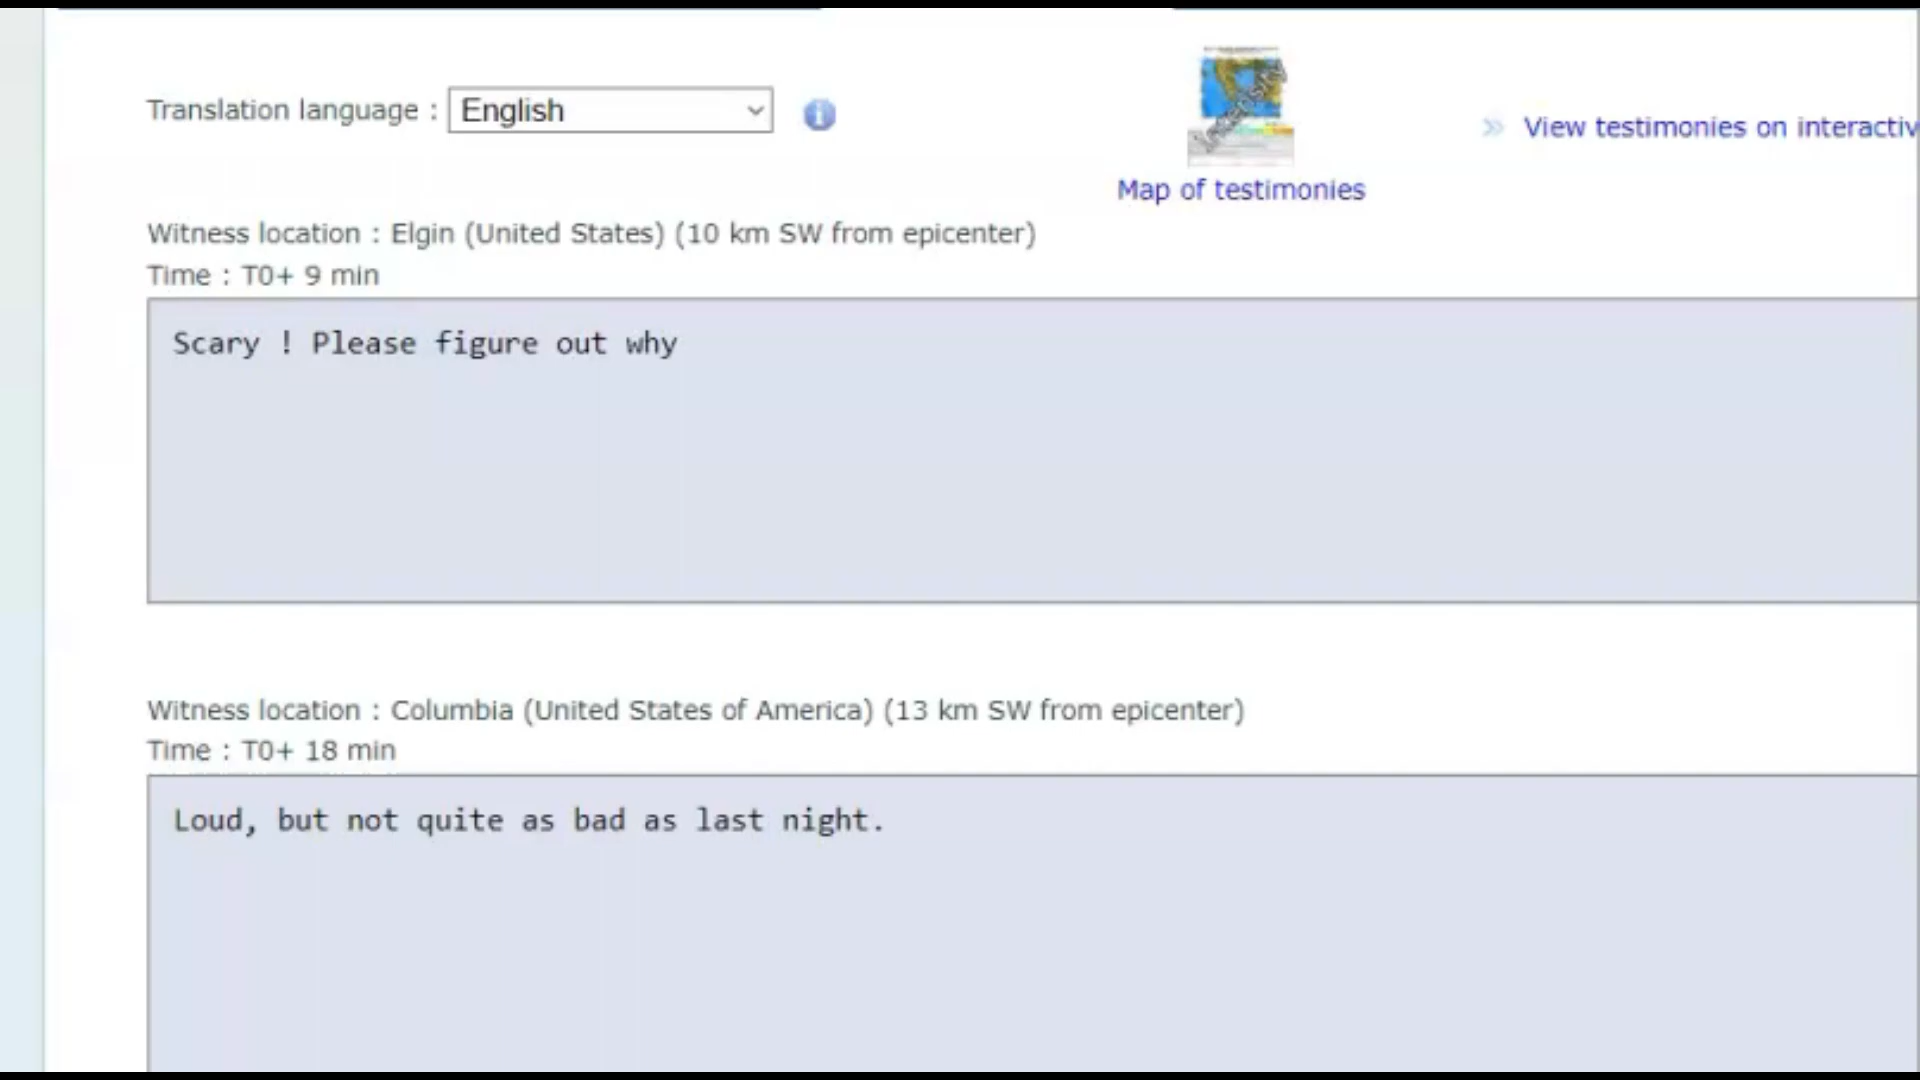 Translation language : English
View testimonies on interactiv
Map of testimonies
Witness location : Elgin (United States) (10 km SW from epicenter)
Time : T0+ 9 min
Scary ! Please figure out why
Witness location : Columbia (United States of America) (13 km SW from epicenter)
Time : T0+ 18 min
Loud, but not quite as bad as last night.